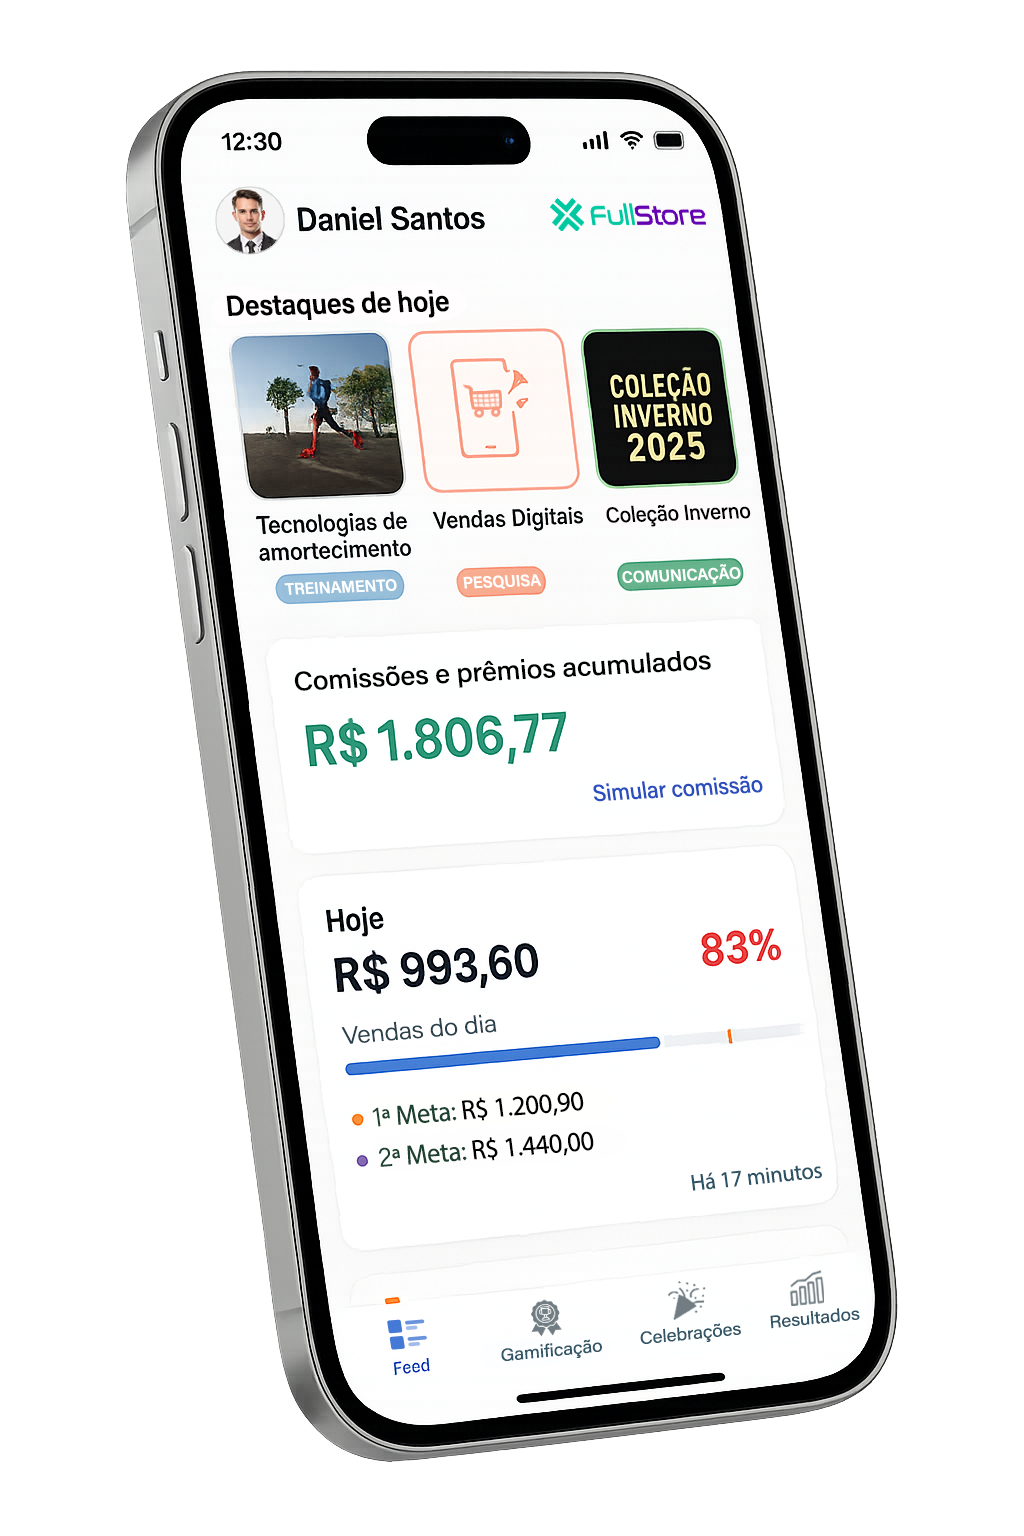 12:30
Daniel Santos
FullStore
Destaques de hoje
COLEÇÃO
INVERNO
2025
Tecnologias de
amortecimento
Vendas Digitais
Coleção Inverno
TREINAMENTO
PESQUISA
COMUNICAÇÃO
Comissões e prêmios acumulados
R$ 1.806,77
Simular comissão
Hoje
R$ 993,60
83%
Vendas do dia
1ª Meta: R$ 1.200,90
2ª Meta: R$ 1.440,00
Há 17 minutos
Feed
Gamificação
Celebrações
Resultados